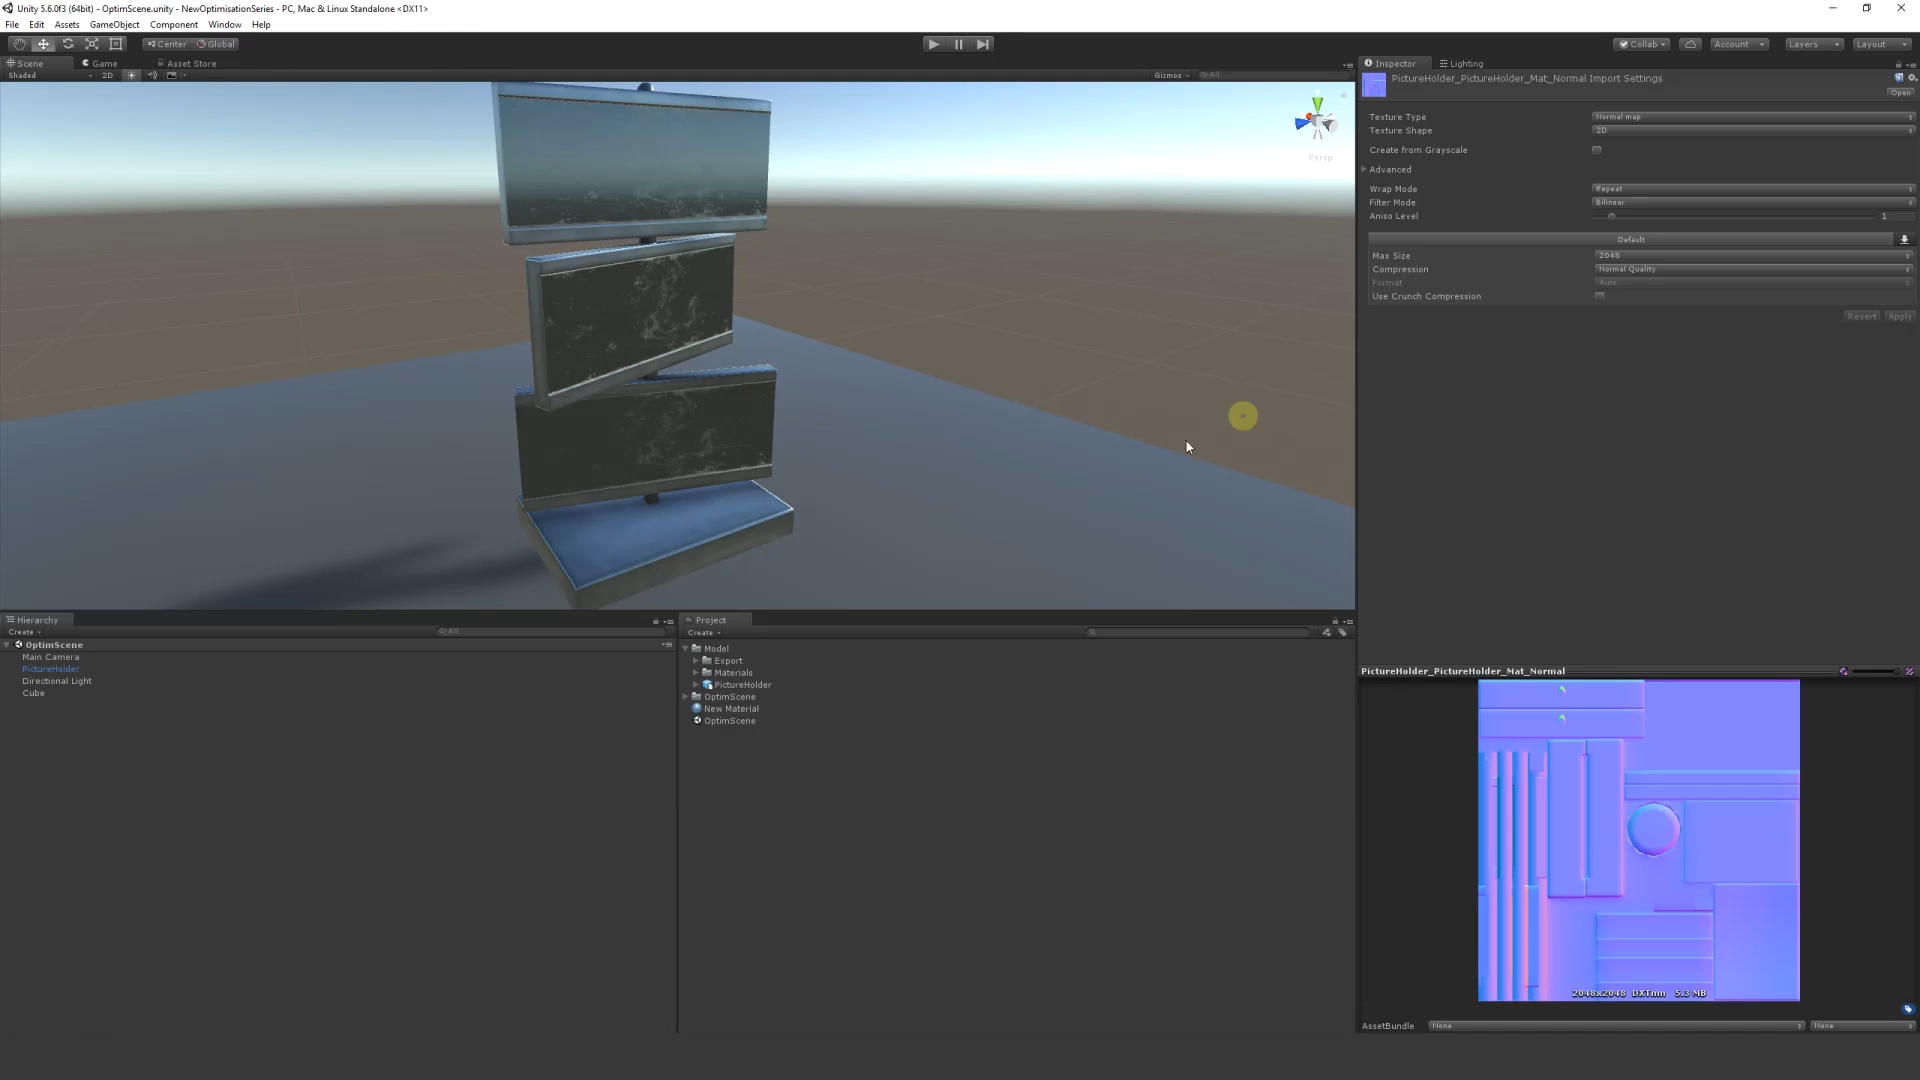 Unity 5.6.0f3 (64bit) - OptimScene.unity - NewOptimisationSeries - PC, Mac & Linux Standalone <DX11>
File Edit Assets GameObject Component Window Help
Center Global Collab Account Layers Layout
Scene Game Asset Store
Shaded 2D Gizmos All
Persp
Inspector Lighting
PictureHolder_PictureHolder_Mat_Normal Import Settings
Open
Texture Type Normal map
Texture Shape 2D
Create from Grayscale
Advanced
Wrap Mode Repeat
Filter Mode Bilinear
Aniso Level 1
Default
Max Size 2048
Compression Normal Quality
Format Auto
Use Crunch Compression
Revert Apply
Hierarchy
Create All
OptimScene
Main Camera
PictureHolder
Directional Light
Cube
Project
Create
Model
Export
Materials
PictureHolder
OptimScene
New Material
OptimScene
PictureHolder_PictureHolder_Mat_Normal
2048x2048 DXTnm 5.3 MB
AssetBundle None None